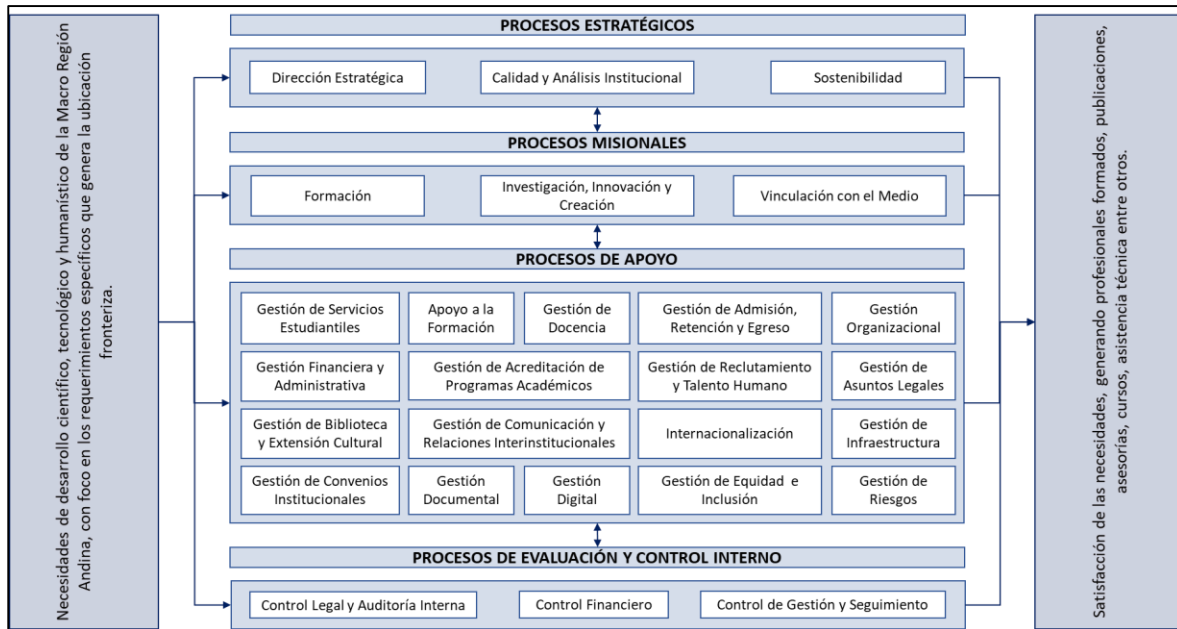 Necesidades de desarrollo científico, tecnológico y humanístico de la Macro Región
Andina, con foco en los requerimientos específicos que genera la ubicación
fronteriza.
PROCESOS ESTRATÉGICOS
Dirección Estratégica
Calidad y Análisis Institucional
Sostenibilidad
PROCESOS MISIONALES
Formación
Investigación, Innovación y
Creación
Vinculación con el Medio
PROCESOS DE APOYO
Gestión de Servicios
Estudiantiles
Apoyo a la
Formación
Gestión de
Docencia
Gestión de Admisión,
Retención y Egreso
Gestión
Organizacional
Gestión Financiera y
Administrativa
Gestión de Acreditación de
Programas Académicos
Gestión de Reclutamiento
y Talento Humano
Gestión de
Asuntos Legales
Gestión de Biblioteca
y Extensión Cultural
Gestión de Comunicación y
Relaciones Interinstitucionales
Internacionalización
Gestión de
Infraestructura
Gestión de Convenios
Institucionales
Gestión
Documental
Gestión
Digital
Gestión de Equidad e
Inclusión
Gestión de
Riesgos
PROCESOS DE EVALUACIÓN Y CONTROL INTERNO
Control Legal y Auditoría Interna
Control Financiero
Control de Gestión y Seguimiento
Satisfacción de las necesidades, generando profesionales formados, publicaciones,
asesorías, cursos, asistencia técnica entre otros.